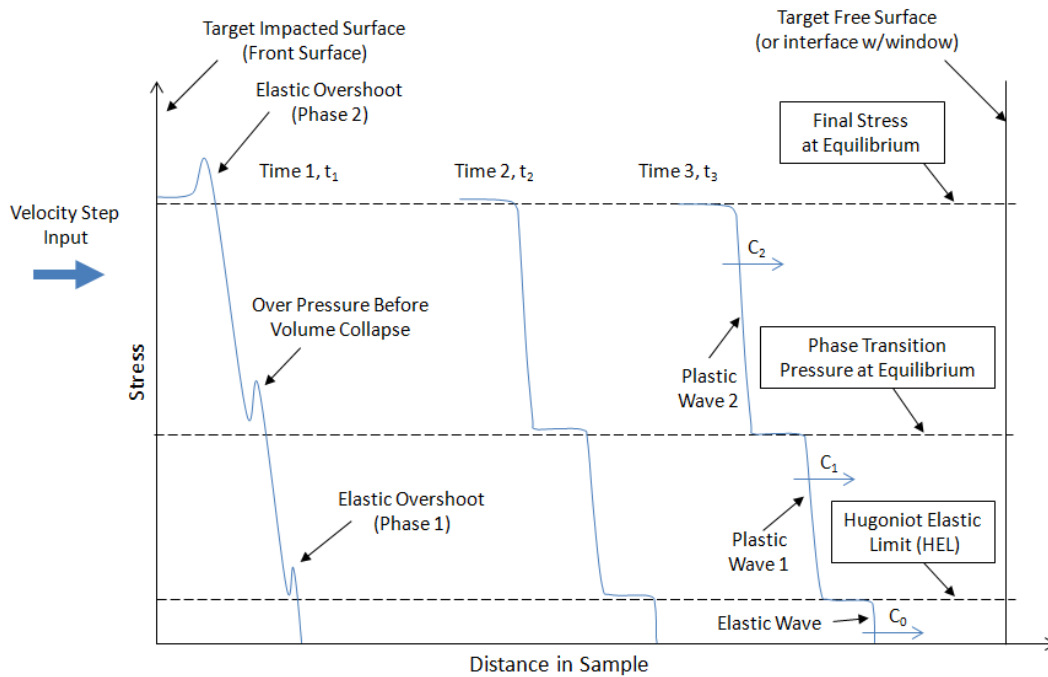 Target Impacted Surface
(Front Surface)
Target Free Surface
(or interface w/window)
Elastic Overshoot
(Phase 2)
Final Stress
at Equilibrium
Time 1, t₁
Time 2, t₂
Time 3, t₃
Velocity Step
Input
C₂
Over Pressure Before
Volume Collapse
Phase Transition
Pressure at Equilibrium
Stress
Plastic
Wave 2
C₁
Elastic Overshoot
(Phase 1)
Hugoniot Elastic
Limit (HEL)
Plastic
Wave 1
Elastic Wave
C₀
Distance in Sample